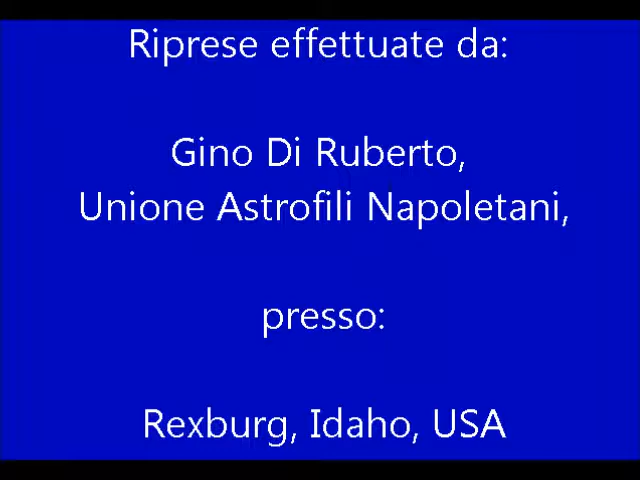 Riprese effettuate da:
Gino Di Ruberto,
Unione Astrofili Napoletani,
presso:
Rexburg, Idaho, USA